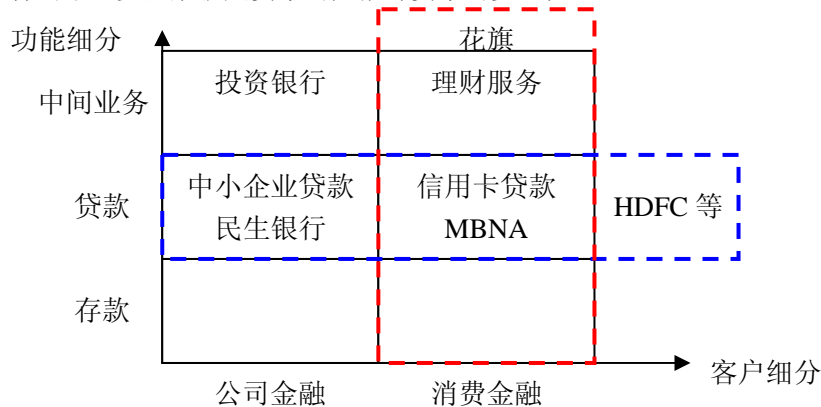 功能细分
花旗
中间业务
投资银行
理财服务
贷款
中小企业贷款
民生银行
信用卡贷款
MBNA
HDFC 等
存款
客户细分
公司金融
消费金融